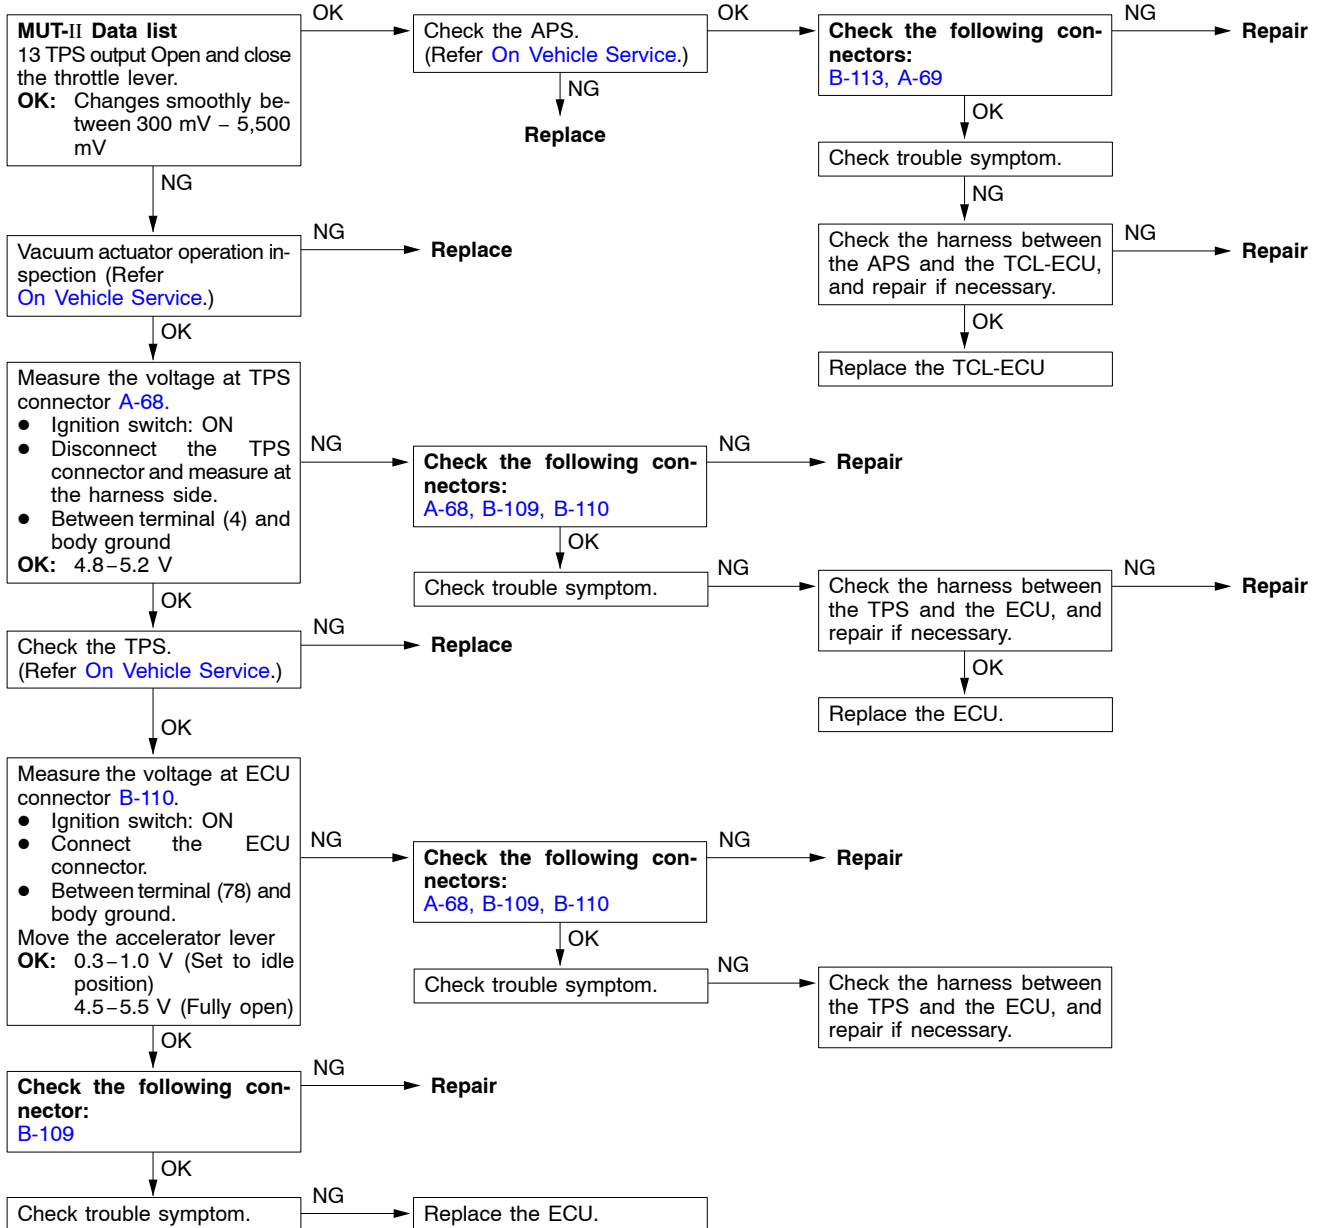 MUT-II Data list
13 TPS output Open and close
the throttle lever.
OK: Changes smoothly be-
tween 300 mV – 5,500
mV
OK
Check the APS.
(Refer On Vehicle Service.)
OK
Check the following con-
nectors:
B-113, A-69
NG
Repair
NG
Replace
OK
Check trouble symptom.
NG
NG
Vacuum actuator operation in-
spection (Refer
On Vehicle Service.)
NG
Replace
Check the harness between
the APS and the TCL-ECU,
and repair if necessary.
NG
Repair
OK
OK
Replace the TCL-ECU
Measure the voltage at TPS
connector A-68.
● Ignition switch: ON
● Disconnect the TPS
connector and measure at
the harness side.
● Between terminal (4) and
body ground
OK: 4.8–5.2 V
NG
Check the following con-
nectors:
A-68, B-109, B-110
NG
Repair
OK
Check trouble symptom.
NG
Check the harness between
the TPS and the ECU, and
repair if necessary.
NG
Repair
OK
Replace the ECU.
OK
Check the TPS.
(Refer On Vehicle Service.)
NG
Replace
OK
Measure the voltage at ECU
connector B-110.
● Ignition switch: ON
● Connect the ECU
connector.
● Between terminal (78) and
body ground.
Move the accelerator lever
OK: 0.3–1.0 V (Set to idle
position)
4.5–5.5 V (Fully open)
NG
Check the following con-
nectors:
A-68, B-109, B-110
NG
Repair
OK
Check trouble symptom.
NG
Check the harness between
the TPS and the ECU, and
repair if necessary.
OK
Check the following con-
nector:
B-109
NG
Repair
OK
Check trouble symptom.
NG
Replace the ECU.